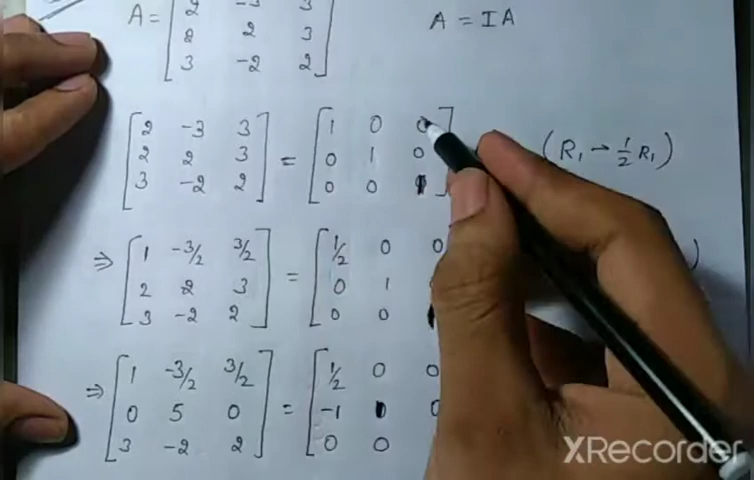 A = [2 -3 3 A = I A
2 2 3
3 -2 2]
[2 -3 3 [1 0 0]
2 2 3 = 0 1 0 (R₁ → ½ R₁)
3 -2 2] 0 0 1
⇒ [1 -3/2 3/2 [1/2 0 0
2 2 3 = 0 1 )
3 -2 2] 0 0
⇒ [1 -3/2 3/2 [1/2 0 0
0 5 0 = -1 1 0
3 -2 2] 0 0
XRecorder